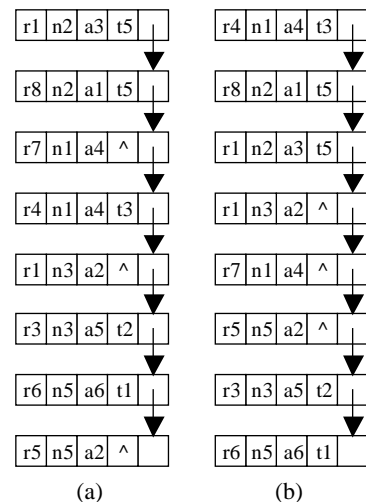 r1 n2 a3 t5
r8 n2 a1 t5
r7 n1 a4 ^
r4 n1 a4 t3
r1 n3 a2 ^
r3 n3 a5 t2
r6 n5 a6 t1
r5 n5 a2 ^
(a)
r4 n1 a4 t3
r8 n2 a1 t5
r1 n2 a3 t5
r1 n3 a2 ^
r7 n1 a4 ^
r5 n5 a2 ^
r3 n3 a5 t2
r6 n5 a6 t1
(b)